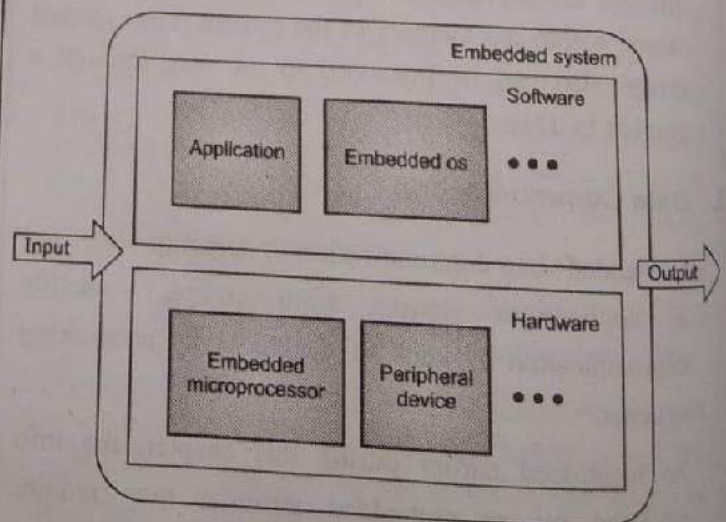 Embedded system
Software
Application
Embedded os
Input
Output
Hardware
Embedded
microprocessor
Peripheral
device